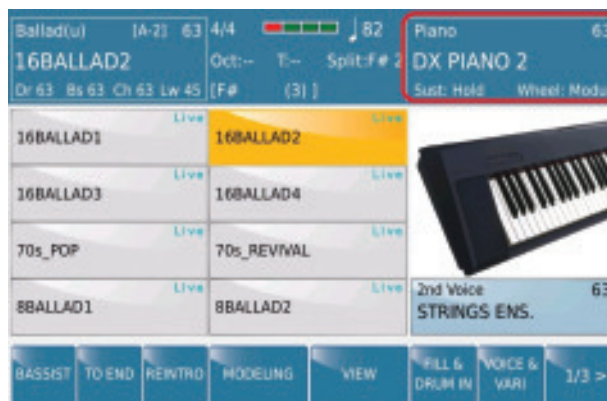 Ballad(u) [A-2] 63
16BALLAD2
Dr 63 Bs 63 Ch 63 Lw 45
4/4 ♩82
Oct:-- T:-- Split:F# 2
[F# (3) ]
Piano 63
DX PIANO 2
Sust: Hold Wheel: Modu
Live
16BALLAD1
Live
16BALLAD2
Live
16BALLAD3
Live
16BALLAD4
Live
70s_POP
Live
70s_REVIVAL
Live
8BALLAD1
Live
8BALLAD2
2nd Voice 63
STRINGS ENS.
BASSIST
TO END
REINTRO
MODELING
VIEW
FILL &
DRUM IN
VOICE &
VARI
1/3 >